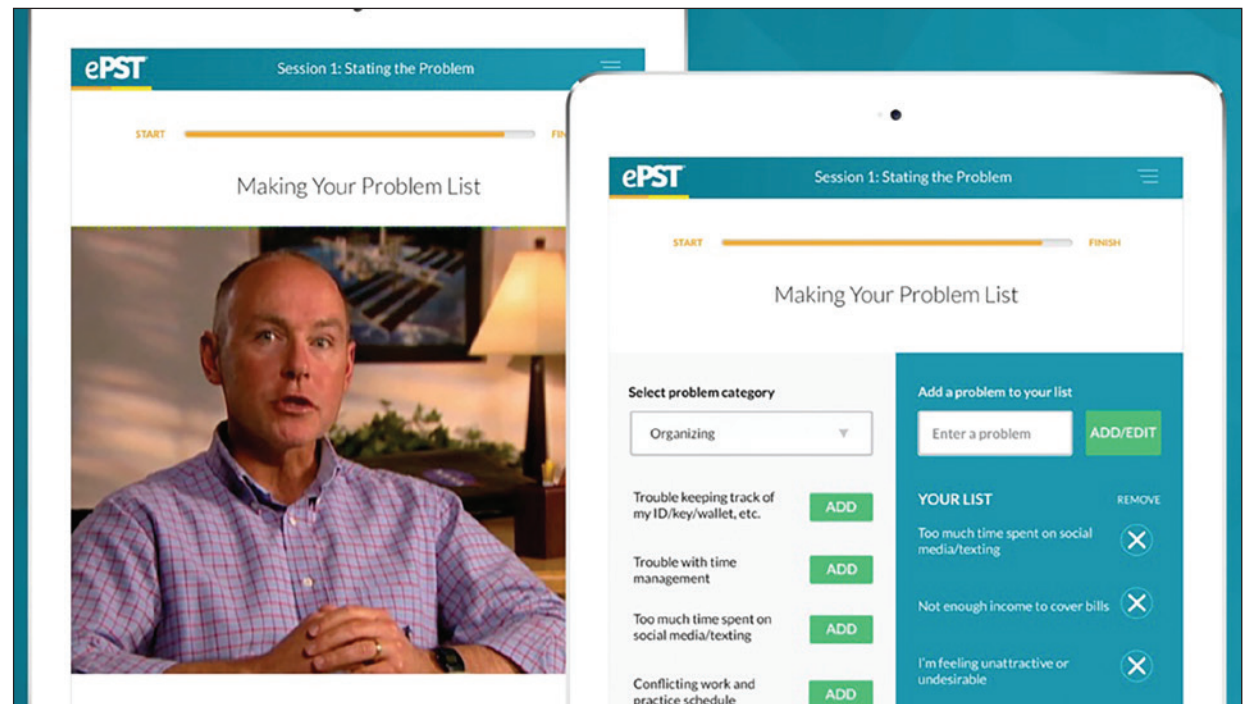 ePST
Session 1: Stating the Problem
START
Making Your Problem List
ePST
Session 1: Stating the Problem
START
FINISH
Making Your Problem List
Select problem category
Organizing
Trouble keeping track of
my ID/key/wallet, etc.
ADD
Trouble with time
management
ADD
Too much time spent on
social media/texting
ADD
Conflicting work and
practice schedule
ADD
Add a problem to your list
Enter a problem
ADD/EDIT
YOUR LIST
REMOVE
Too much time spent on social
media/texting
Not enough income to cover bills
I'm feeling unattractive or
undesirable